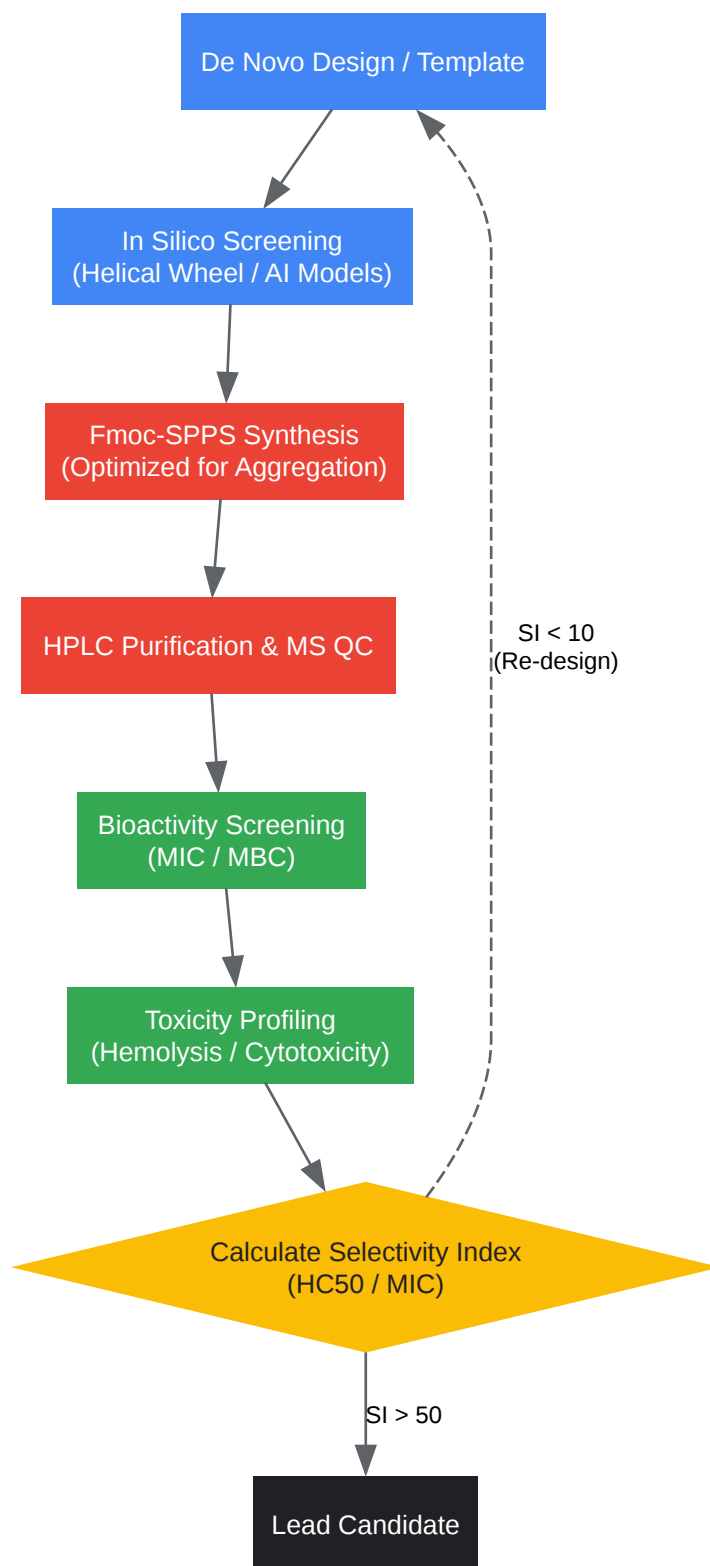 De Novo Design / Template
In Silico Screening
(Helical Wheel / AI Models)
Fmoc-SPPS Synthesis
(Optimized for Aggregation)
HPLC Purification & MS QC
SI < 10
(Re-design)
Bioactivity Screening
(MIC / MBC)
Toxicity Profiling
(Hemolysis / Cytotoxicity)
Calculate Selectivity Index
(HC50 / MIC)
SI > 50
Lead Candidate